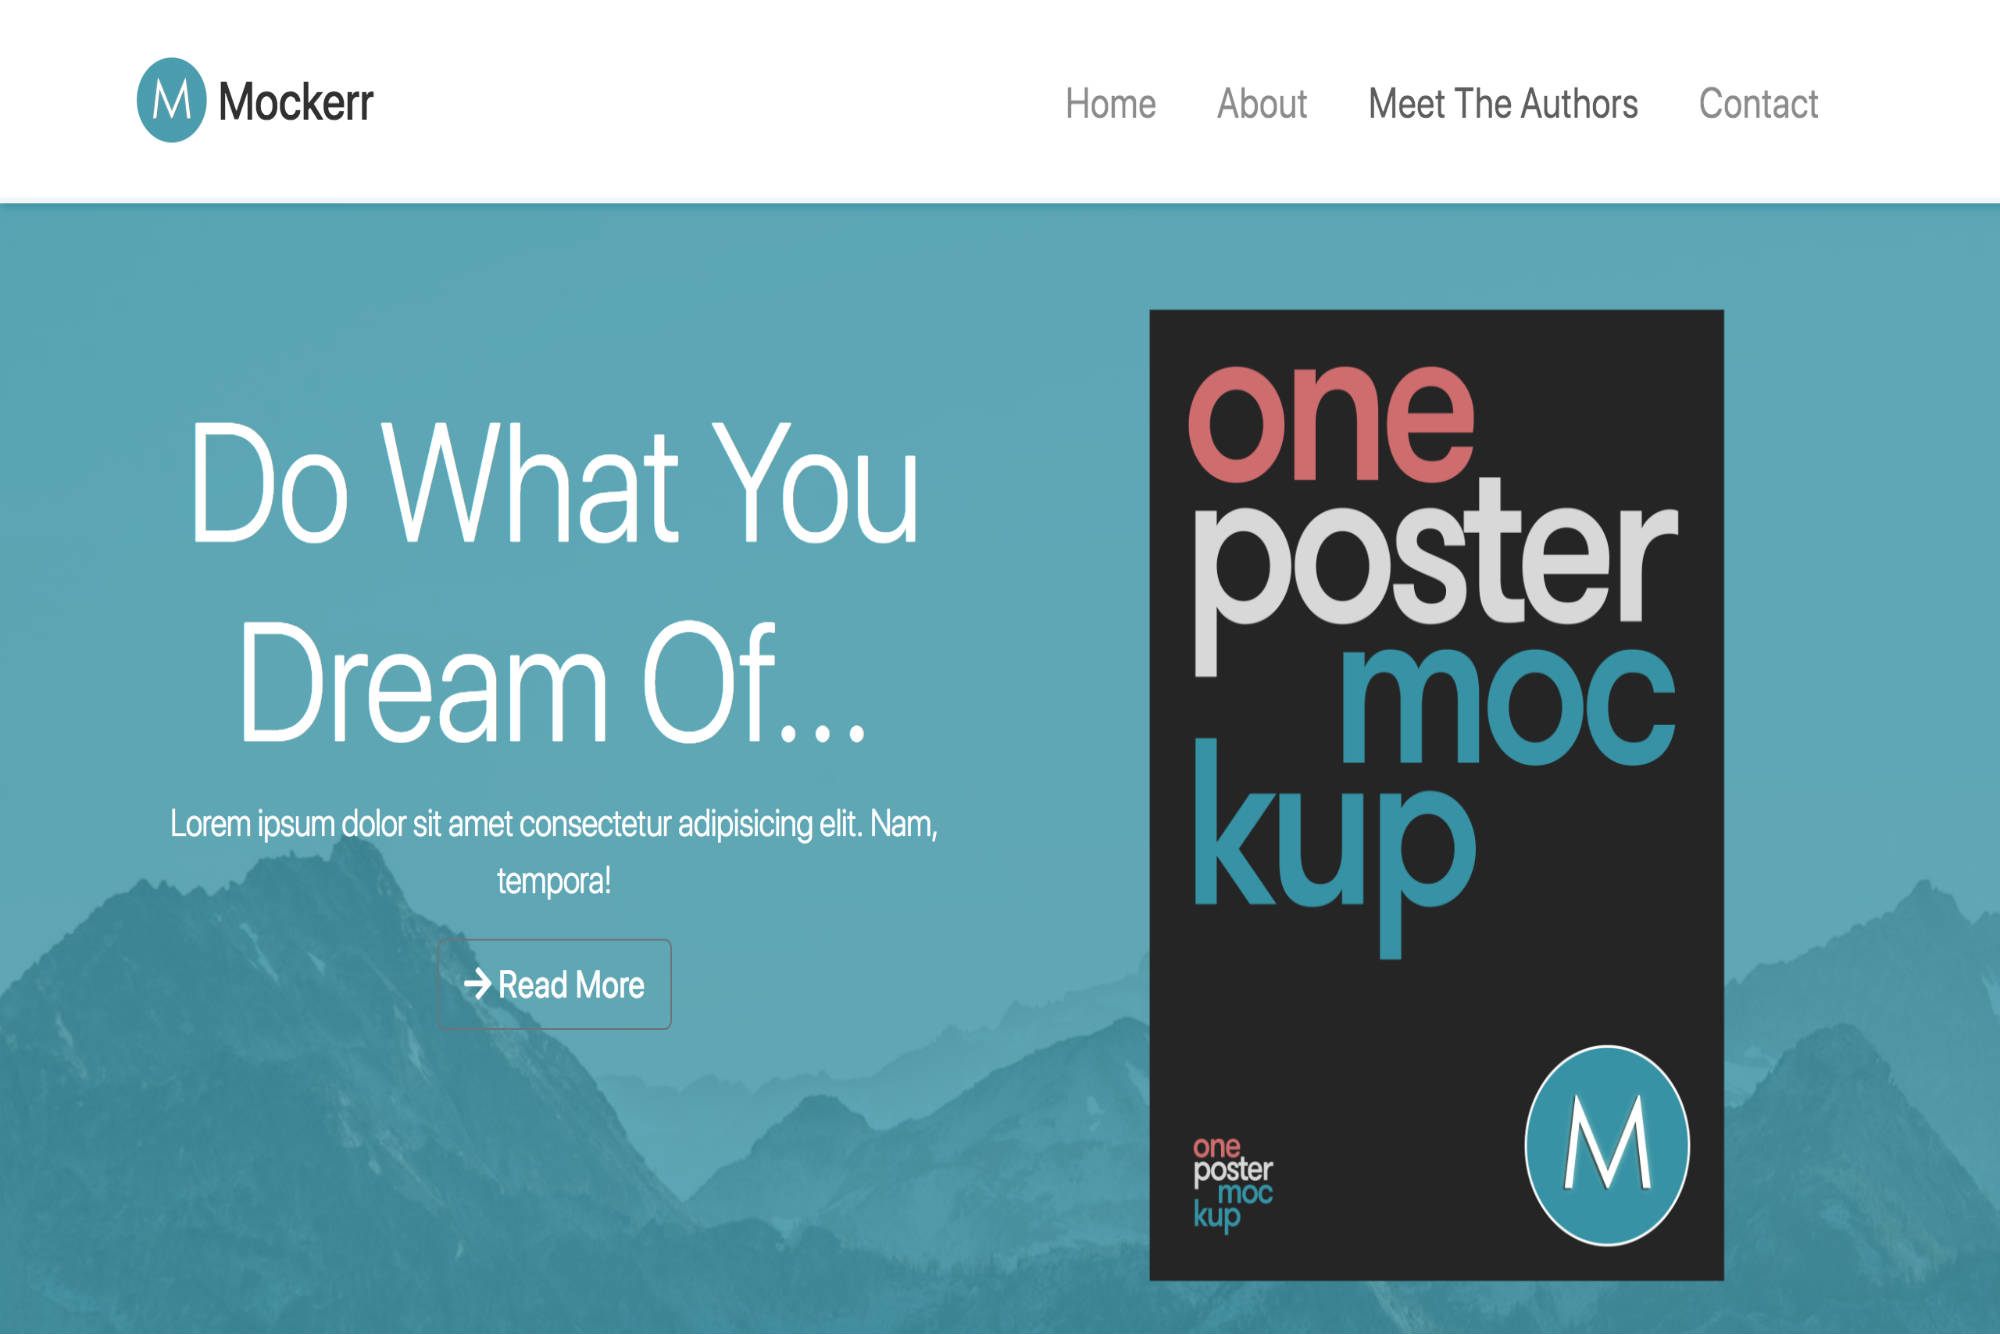 M Mockerr
Home About Meet The Authors Contact
Do What You
Dream Of...
Lorem ipsum dolor sit amet consectetur adipisicing elit. Nam,
tempora!
Read More
one
poster
moc
kup
one
poster
moc
kup
M